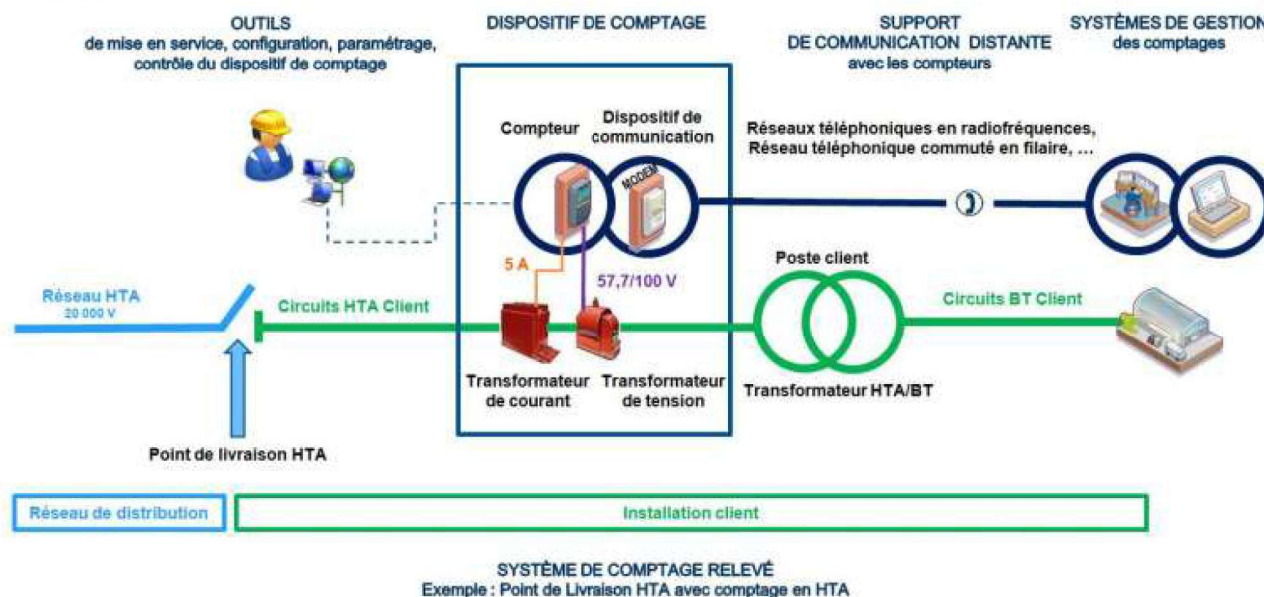 OUTILS
de mise en service, configuration, paramétrage,
contrôle du dispositif de comptage
DISPOSITIF DE COMPTAGE
SUPPORT
DE COMMUNICATION DISTANTE
avec les compteurs
SYSTÈMES DE GESTION
des comptages
Compteur
Dispositif de
communication
MODEM
Réseaux téléphoniques en radiofréquences,
Réseau téléphonique commuté en filaire, ...
5 A
57,7/100 V
Poste client
Réseau HTA
20 000 V
Circuits HTA Client
Circuits BT Client
Transformateur
de courant
Transformateur
de tension
Transformateur HTA/BT
Point de livraison HTA
Réseau de distribution
Installation client
SYSTÈME DE COMPTAGE RELEVÉ
Exemple : Point de Livraison HTA avec comptage en HTA